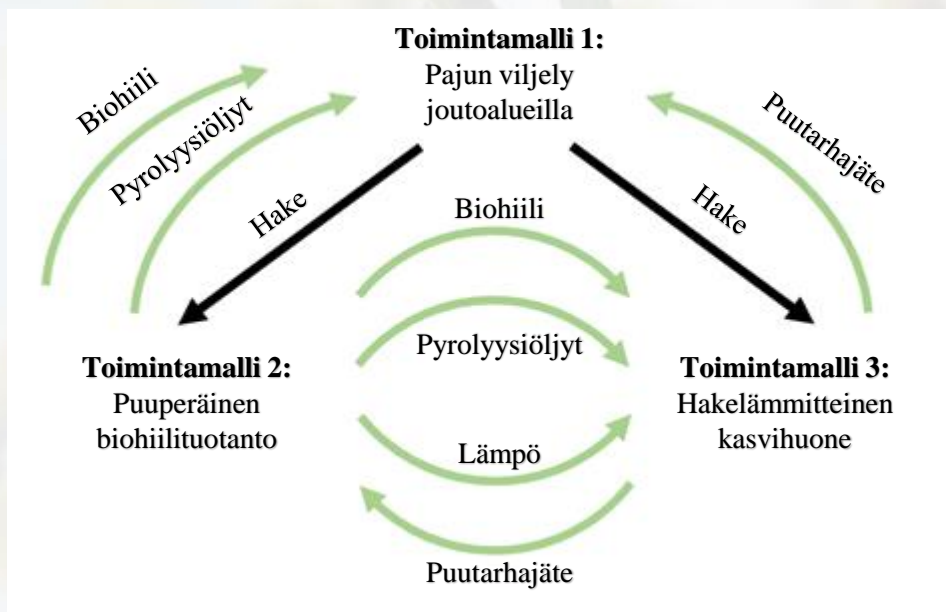 Toimintamalli 1:
Pajun viljely
joutoalueilla
Biohiili
Pyrolyysiöljyt
Puutarhajäte
Hake
Hake
Biohiili
Pyrolyysiöljyt
Toimintamalli 2:
Puuperäinen
biohiilituotanto
Toimintamalli 3:
Hakelämmitteinen
kasvihuone
Lämpö
Puutarhajäte